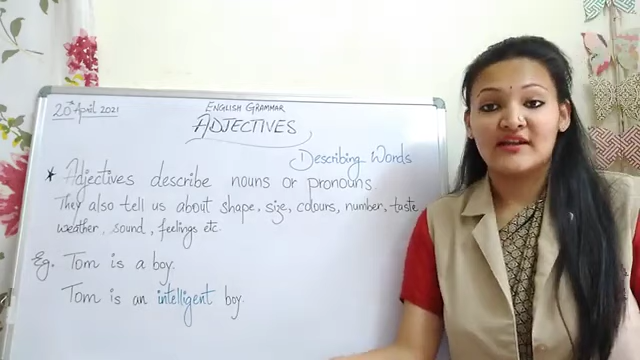 20th April 2021
ENGLISH GRAMMAR
ADJECTIVES
Describing Words
* Adjectives describe nouns or pronouns.
They also tell us about shape, size, colours, number, taste
weather, sound, feelings etc.
Eg. Tom is a boy.
Tom is an intelligent boy.